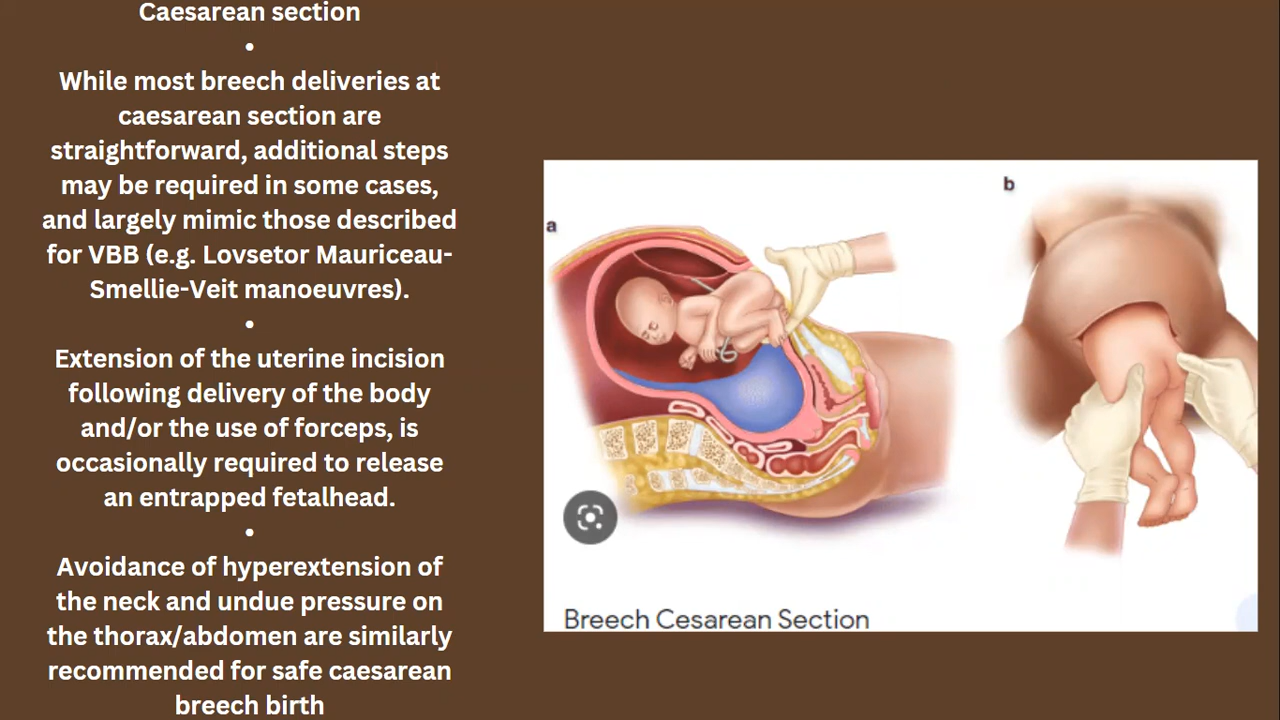 Caesarean section
•
While most breech deliveries at
caesarean section are
straightforward, additional steps
may be required in some cases,
and largely mimic those described
for VBB (e.g. Lovsetor Mauriceau-
Smellie-Veit manoeuvres).
•
Extension of the uterine incision
following delivery of the body
and/or the use of forceps, is
occasionally required to release
an entrapped fetalhead.
•
Avoidance of hyperextension of
the neck and undue pressure on
the thorax/abdomen are similarly
recommended for safe caesarean
breech birth
a
b
Breech Cesarean Section